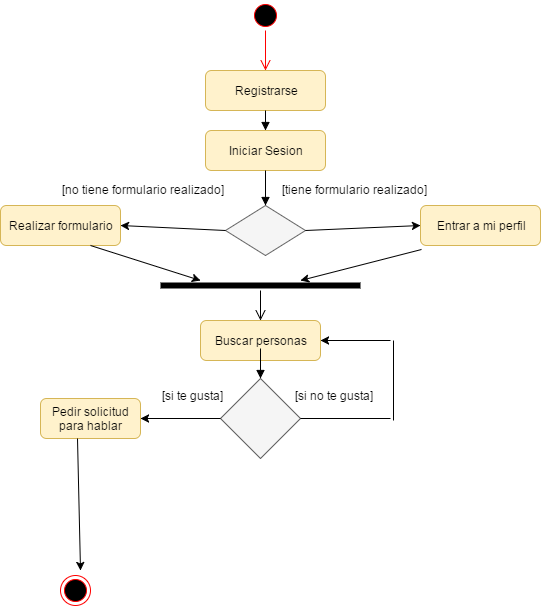 Registrarse
Iniciar Sesion
[no tiene formulario realizado]
[tiene formulario realizado]
Realizar formulario
Entrar a mi perfil
Buscar personas
[si te gusta]
[si no te gusta]
Pedir solicitud
para hablar